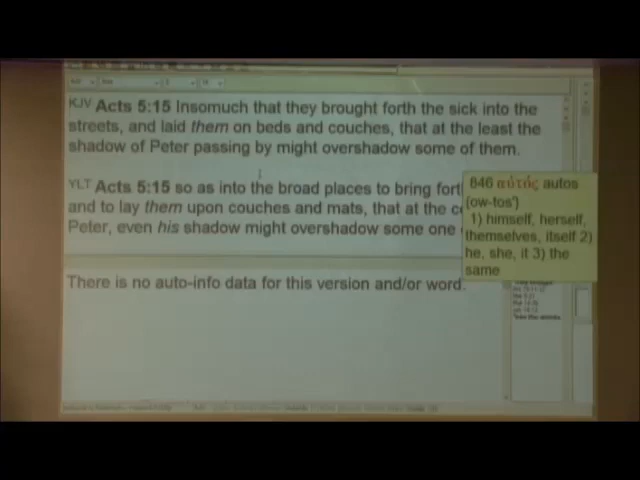 KJV Acts 5:15 Insomuch that they brought forth the sick into the
streets, and laid them on beds and couches, that at the least the
shadow of Peter passing by might overshadow some of them.
YLT Acts 5:15 so as into the broad places to bring fort
and to lay them upon couches and mats, that at the c
Peter, even his shadow might overshadow some one
846 αὐτός autos
(ow-tos')
1) himself, herself,
themselves, itself 2)
he, she, it 3) the
same
There is no auto-info data for this version and/or word.